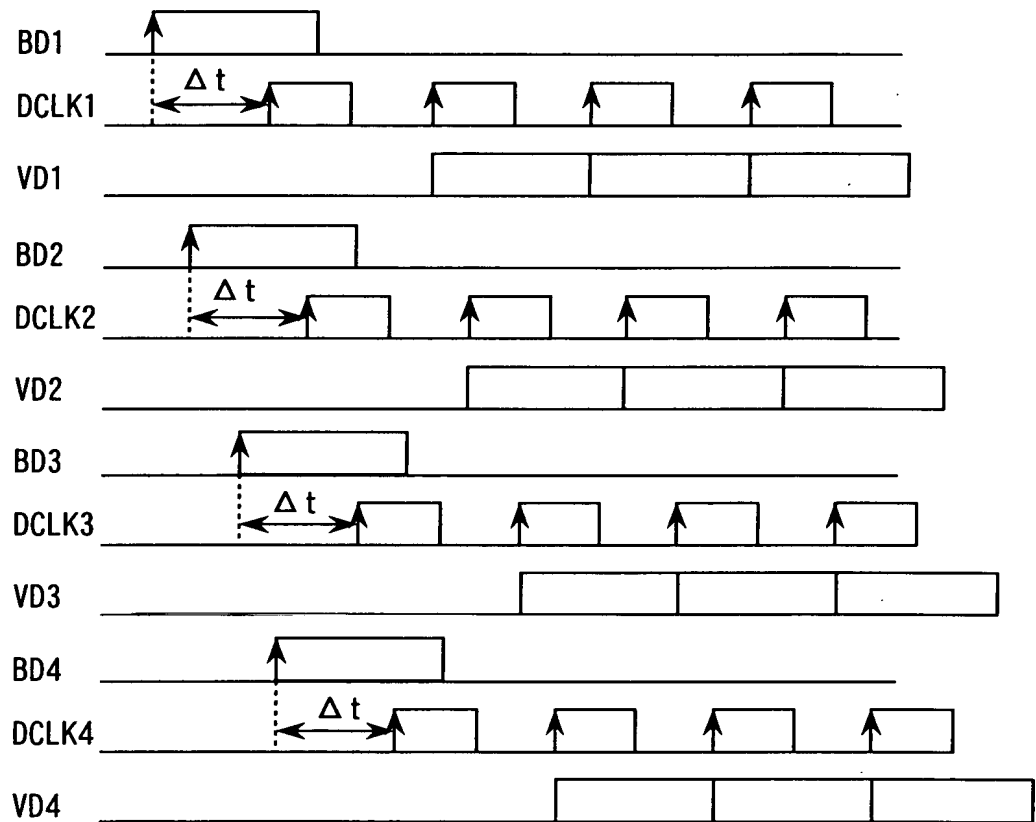 BD1
Δt
DCLK1
VD1
BD2
Δt
DCLK2
VD2
BD3
Δt
DCLK3
VD3
BD4
Δt
DCLK4
VD4